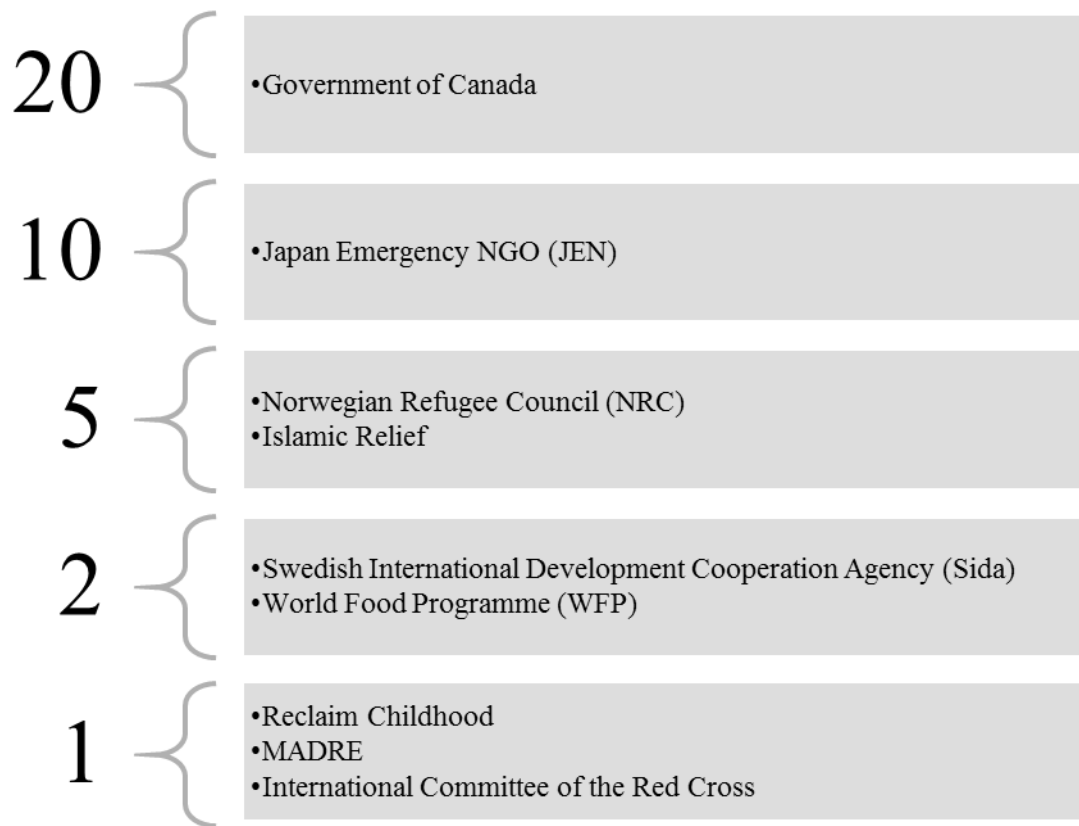 20
•Government of Canada
10
•Japan Emergency NGO (JEN)
5
•Norwegian Refugee Council (NRC)
•Islamic Relief
2
•Swedish International Development Cooperation Agency (Sida)
•World Food Programme (WFP)
1
•Reclaim Childhood
•MADRE
•International Committee of the Red Cross